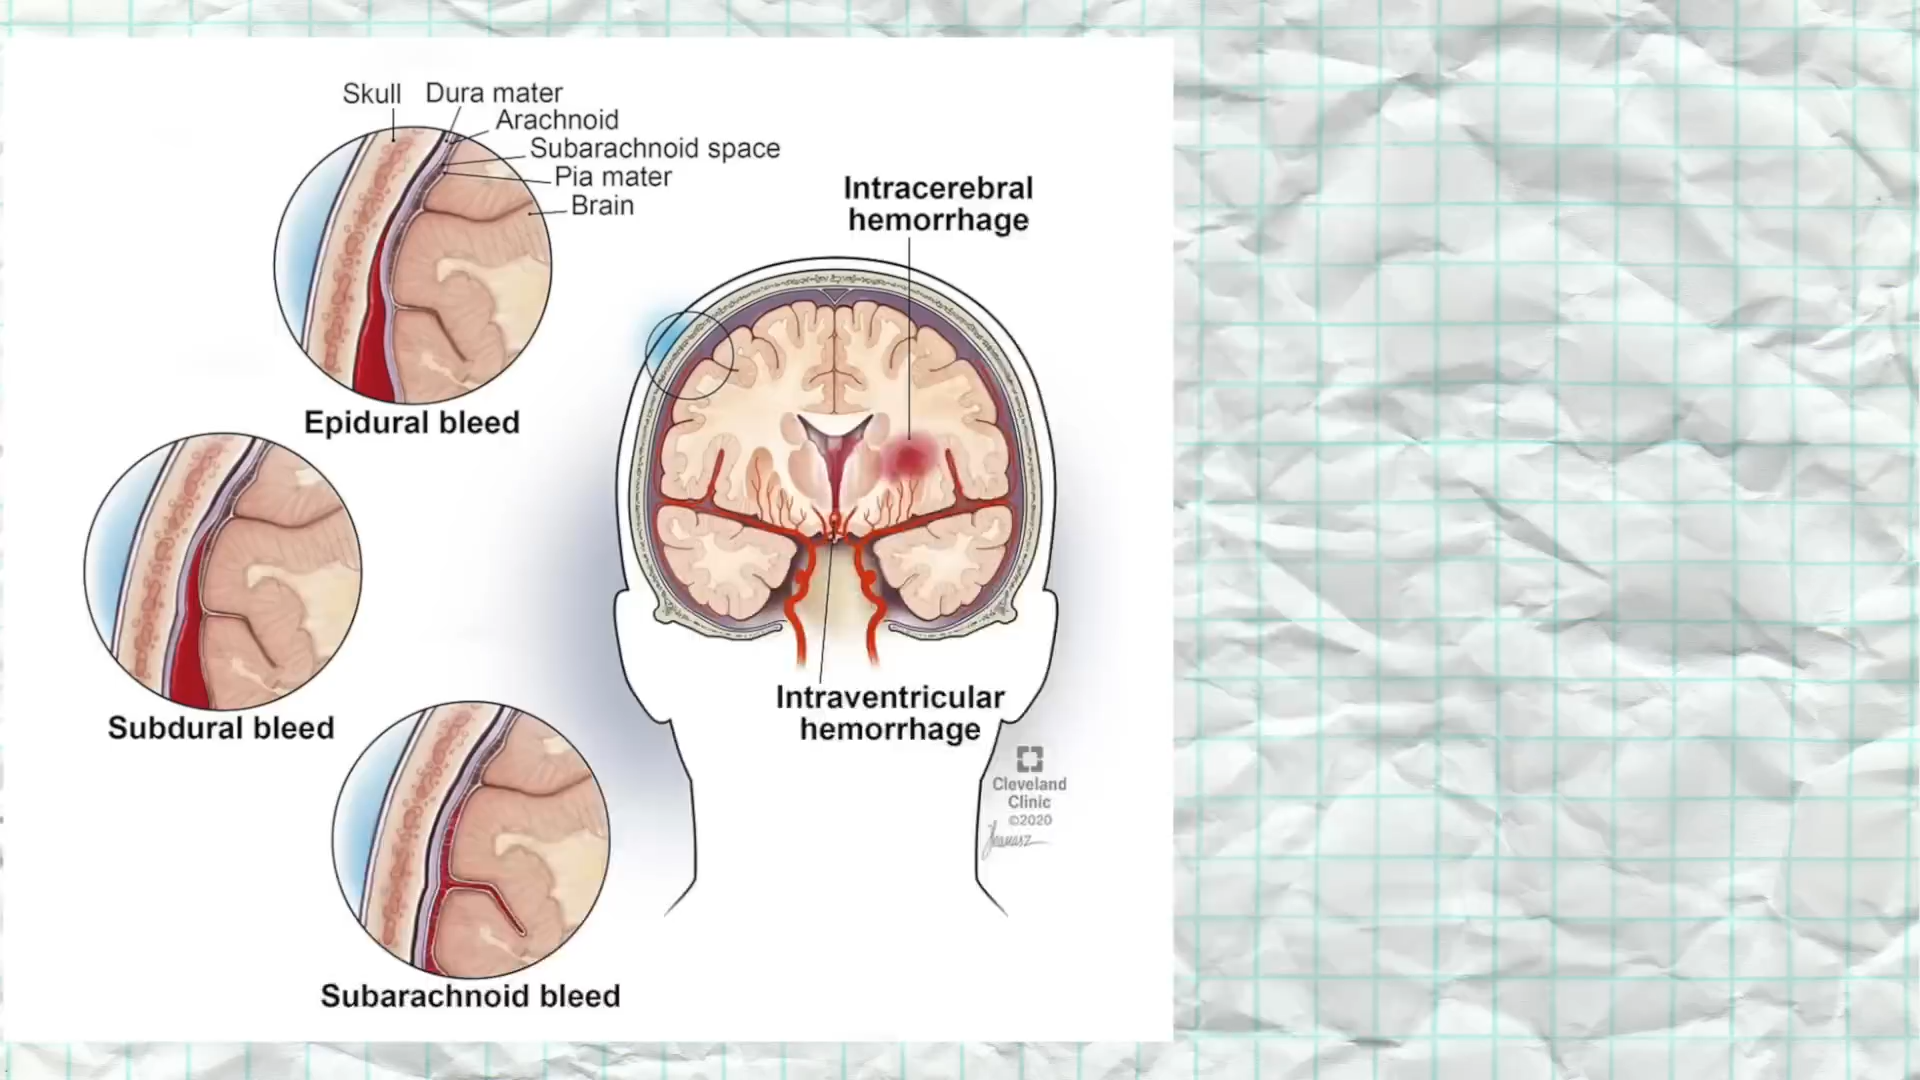 Skull Dura mater
Arachnoid
Subarachnoid space
Pia mater
Brain
Epidural bleed
Subdural bleed
Subarachnoid bleed
Intracerebral
hemorrhage
Intraventricular
hemorrhage
Cleveland
Clinic
©2020